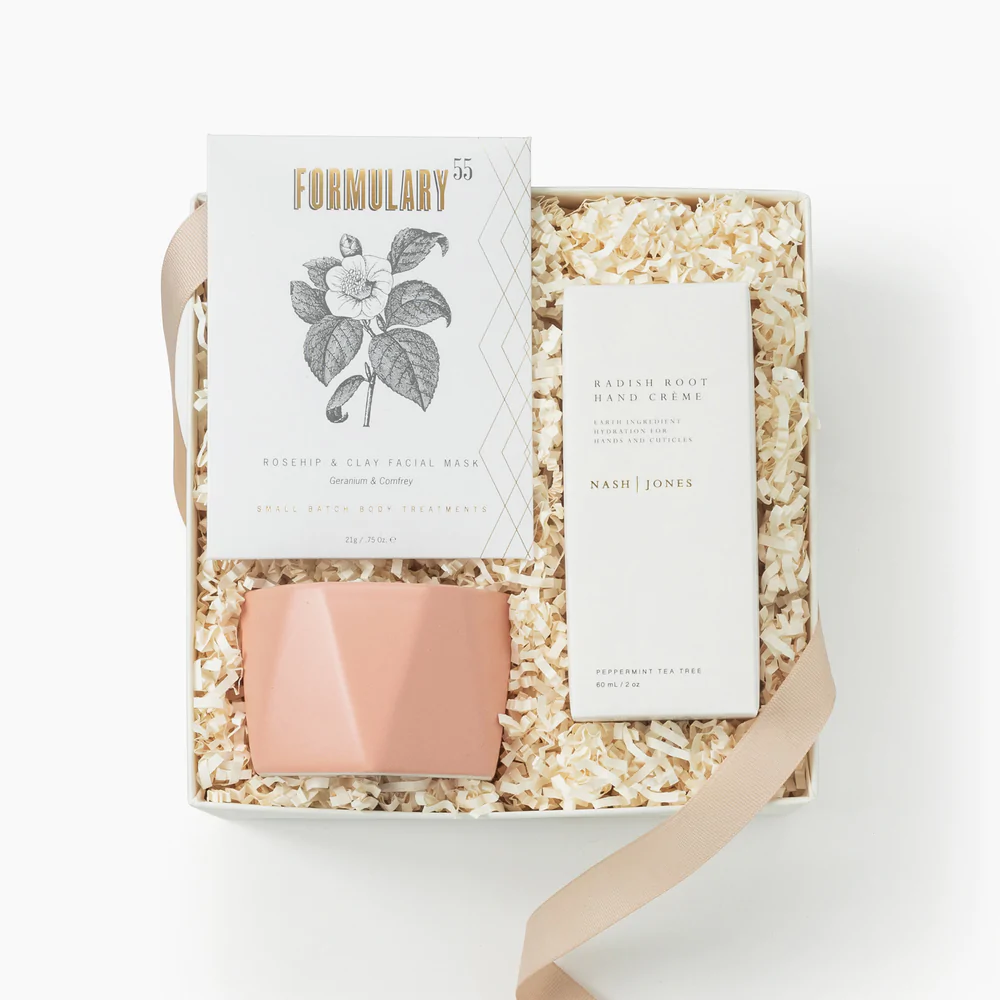 FORMULARY 55
ROSEHIP & CLAY FACIAL MASK
Geranium & Comfrey
SMALL BATCH BODY TREATMENTS
21g / .75 Oz. ℮
RADISH ROOT
HAND CRÈME
EARTH INGREDIENT
HYDRATION FOR
HANDS AND CUTICLES
NASH | JONES
PEPPERMINT TEA TREE
60 mL / 2 oz